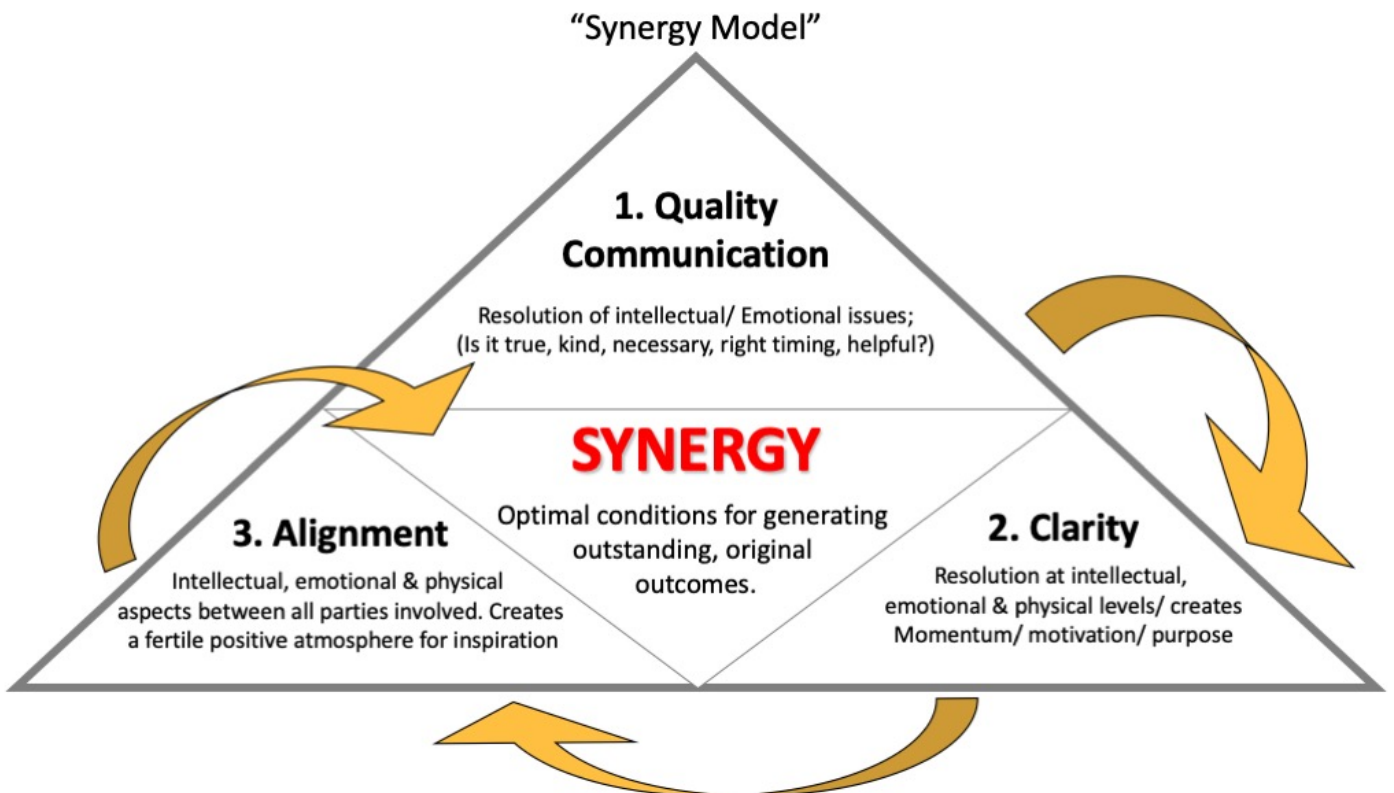 “Synergy Model”
1. Quality
Communication
Resolution of intellectual/ Emotional issues;
(Is it true, kind, necessary, right timing, helpful?)
SYNERGY
Optimal conditions for generating
outstanding, original
outcomes.
2. Clarity
Resolution at intellectual,
emotional & physical levels/ creates
Momentum/ motivation/ purpose
3. Alignment
Intellectual, emotional & physical
aspects between all parties involved. Creates
a fertile positive atmosphere for inspiration